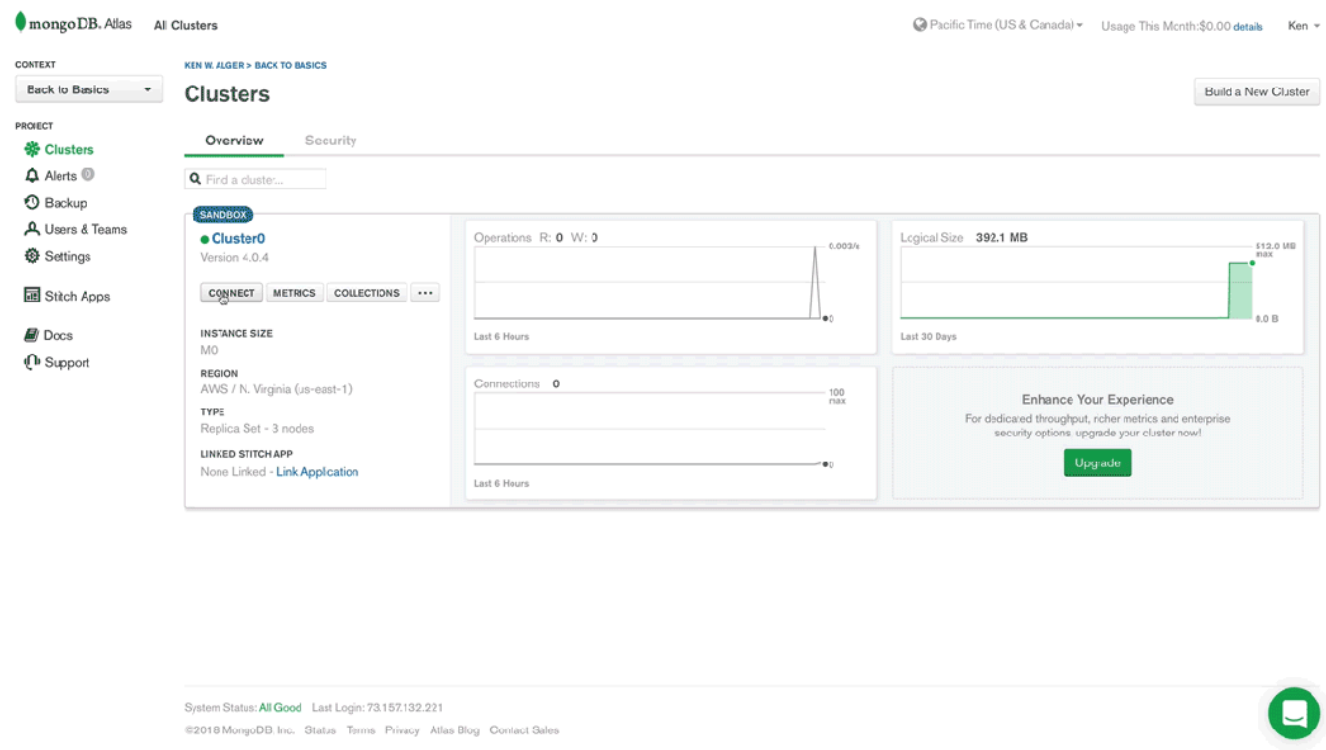 mongoDB. Atlas All Clusters
Pacific Time (US & Canada) Usage This Month:$0.00 details Ken
CONTEXT
Back to Basics
PROJECT
Clusters
Alerts 0
Backup
Users & Teams
Settings
Stitch Apps
Docs
Support
KEN W. ALGER > BACK TO BASICS
Clusters
Build a New Cluster
Overview Security
Find a cluster...
SANDBOX
Cluster0
Version 4.0.4
CONNECT METRICS COLLECTIONS ...
INSTANCE SIZE
M0
REGION
AWS / N. Virginia (us-east-1)
TYPE
Replica Set - 3 nodes
LINKED STITCH APP
None Linked - Link Application
Operations R: 0 W: 0
0.003/s
0
Last 6 Hours
Logical Size 392.1 MB
512.0 MB
max
0.0 B
Last 30 Days
Connections 0
100
max
0
Last 6 Hours
Enhance Your Experience
For dedicated throughput, richer metrics and enterprise
security options, upgrade your cluster now!
Upgrade
System Status: All Good Last Login: 73.157.132.221
©2018 MongoDB, Inc. Status Terms Privacy Atlas Blog Contact Sales